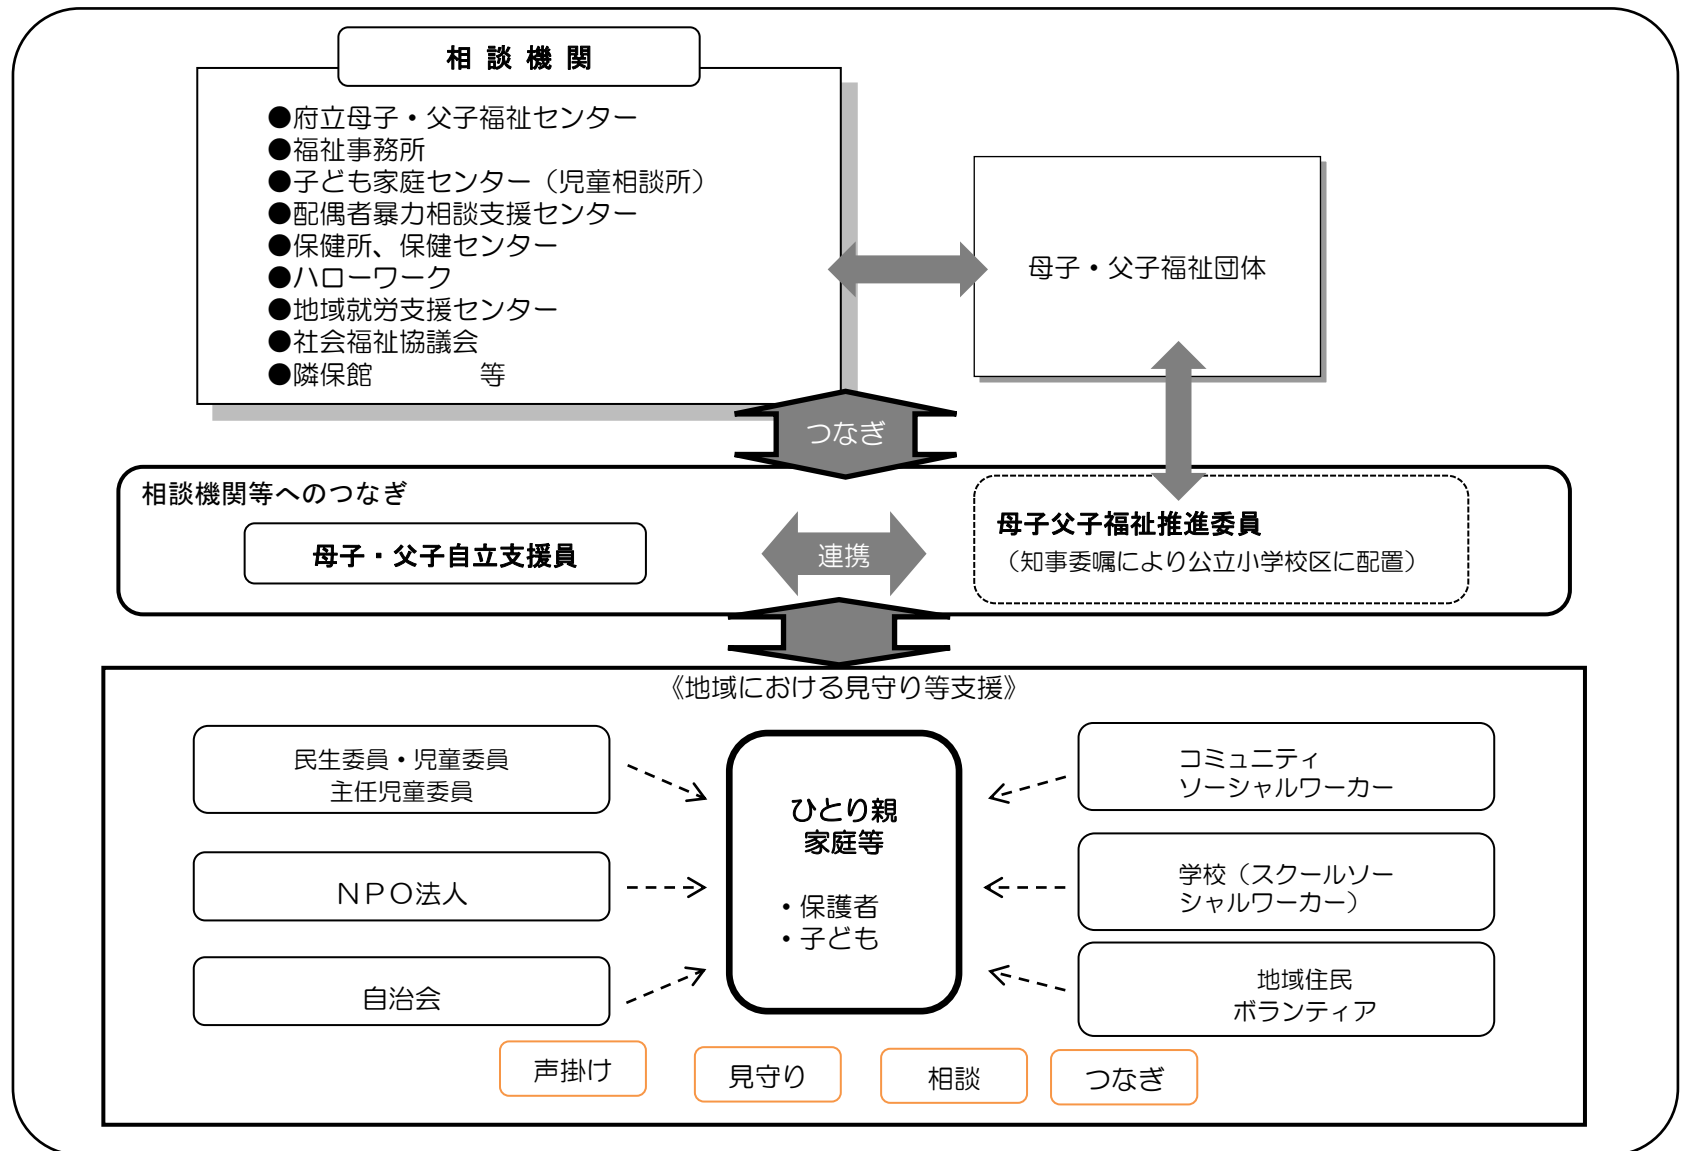 相談機関
●府立母子・父子福祉センター
●福祉事務所
●子ども家庭センター（児童相談所）
●配偶者暴力相談支援センター
●保健所、保健センター
●ハローワーク
●地域就労支援センター
●社会福祉協議会
●隣保館　　　　等
母子・父子福祉団体
つなぎ
相談機関等へのつなぎ
母子・父子自立支援員
連携
母子父子福祉推進委員
（知事委嘱により公立小学校区に配置）
《地域における見守り等支援》
民生委員・児童委員
主任児童委員
ＮＰＯ法人
自治会
ひとり親
家庭等
・保護者
・子ども
コミュニティ
ソーシャルワーカー
学校（スクールソー
シャルワーカー）
地域住民
ボランティア
声掛け
見守り
相談
つなぎ